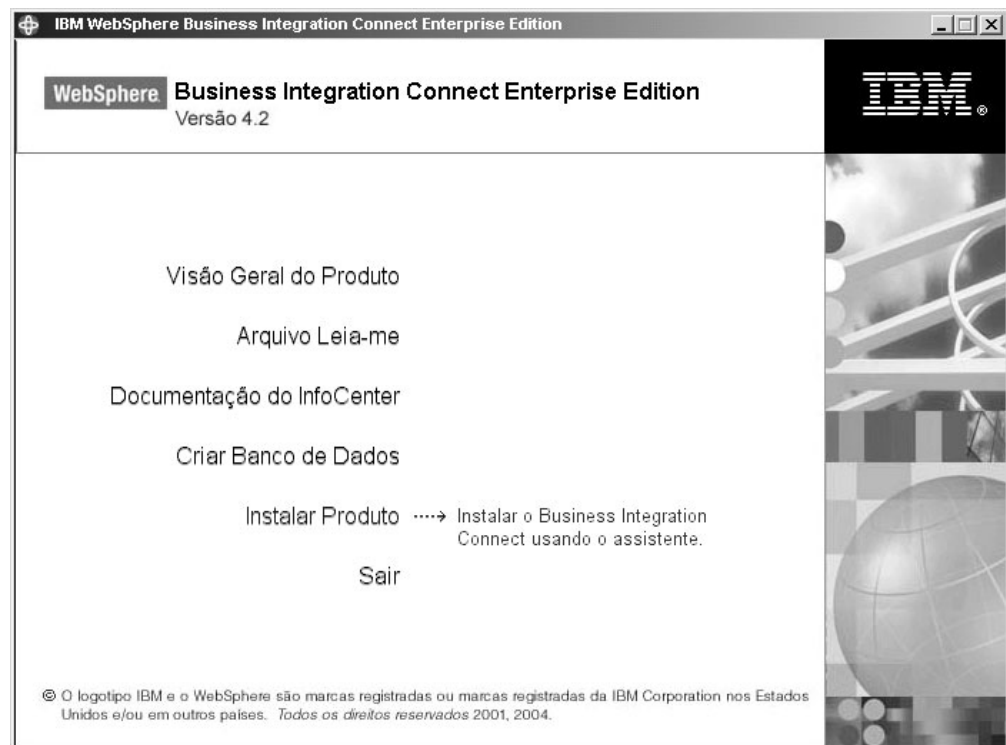 IBM WebSphere Business Integration Connect Enterprise Edition
WebSphere. Business Integration Connect Enterprise Edition
Versão 4.2
IBM®
Visão Geral do Produto
Arquivo Leia-me
Documentação do InfoCenter
Criar Banco de Dados
Instalar Produto ····> Instalar o Business Integration
Connect usando o assistente.
Sair
© O logotipo IBM e o WebSphere são marcas registradas ou marcas registradas da IBM Corporation nos Estados
Unidos e/ou em outros países. Todos os direitos reservados 2001, 2004.